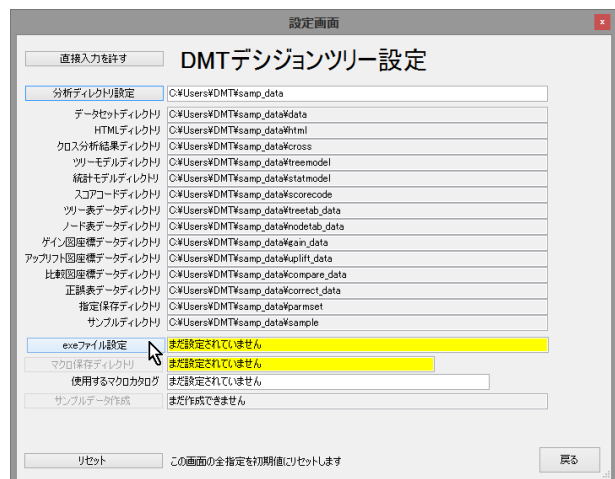 設定画面
x
直接入力を許す
DMTデシジョンツリー設定
分析ディレクトリ設定 C:¥Users¥DMT¥samp_data
データセットディレクトリ C:¥Users¥DMT¥samp_data¥data
HTMLディレクトリ C:¥Users¥DMT¥samp_data¥html
クロス分析結果ディレクトリ C:¥Users¥DMT¥samp_data¥cross
ツリーモデルディレクトリ C:¥Users¥DMT¥samp_data¥treemodel
統計モデルディレクトリ C:¥Users¥DMT¥samp_data¥statmodel
スコアコードディレクトリ C:¥Users¥DMT¥samp_data¥scorecode
ツリー表データディレクトリ C:¥Users¥DMT¥samp_data¥treetab_data
ノード表データディレクトリ C:¥Users¥DMT¥samp_data¥nodetab_data
ゲイン図座標データディレクトリ C:¥Users¥DMT¥samp_data¥gain_data
アップリフト図座標データディレクトリ C:¥Users¥DMT¥samp_data¥uplift_data
比較図座標データディレクトリ C:¥Users¥DMT¥samp_data¥compare_data
正誤表データディレクトリ C:¥Users¥DMT¥samp_data¥correct_data
指定保存ディレクトリ C:¥Users¥DMT¥samp_data¥parmset
サンプルディレクトリ C:¥Users¥DMT¥samp_data¥sample
exeファイル設定 まだ設定されていません
マクロ保存ディレクトリ まだ設定されていません
使用するマクロカタログ まだ設定されていません
サンプルデータ作成 まだ作成できません
リセット この画面の全指定を初期値にリセットします 戻る